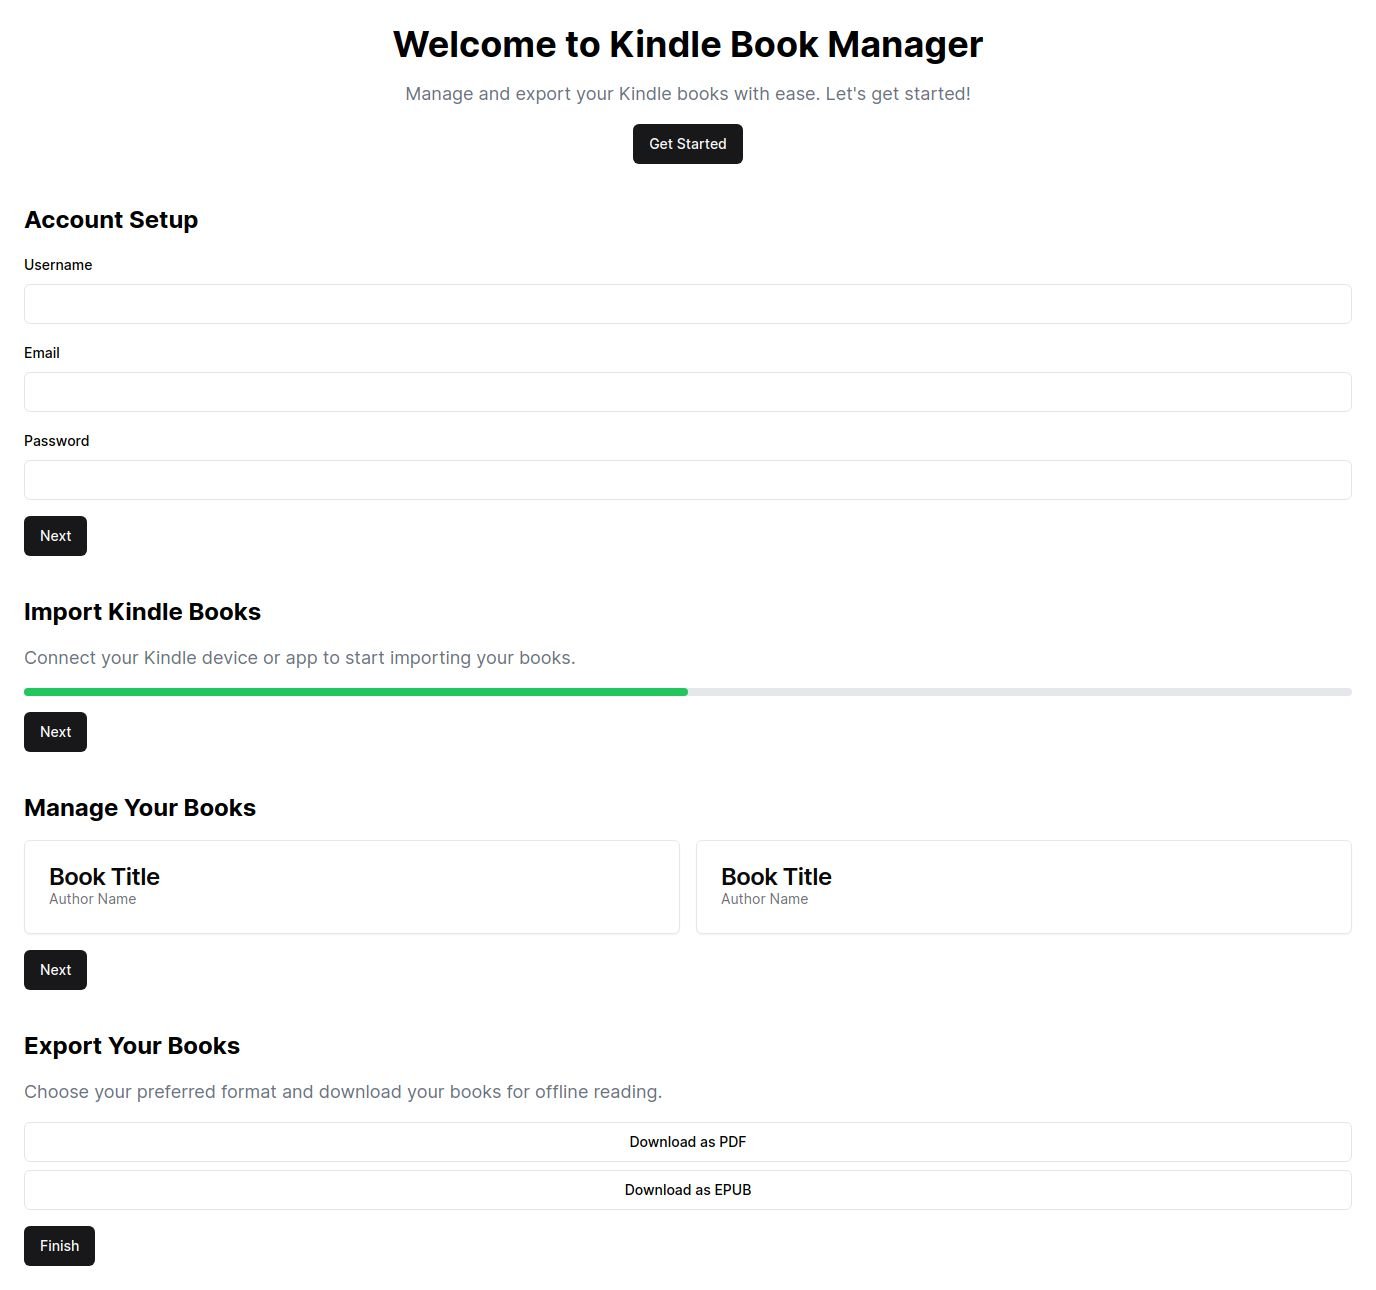 Welcome to Kindle Book Manager
Manage and export your Kindle books with ease. Let's get started!
Get Started
Account Setup
Username
Email
Password
Next
Import Kindle Books
Connect your Kindle device or app to start importing your books.
Next
Manage Your Books
Book Title
Author Name
Book Title
Author Name
Next
Export Your Books
Choose your preferred format and download your books for offline reading.
Download as PDF
Download as EPUB
Finish